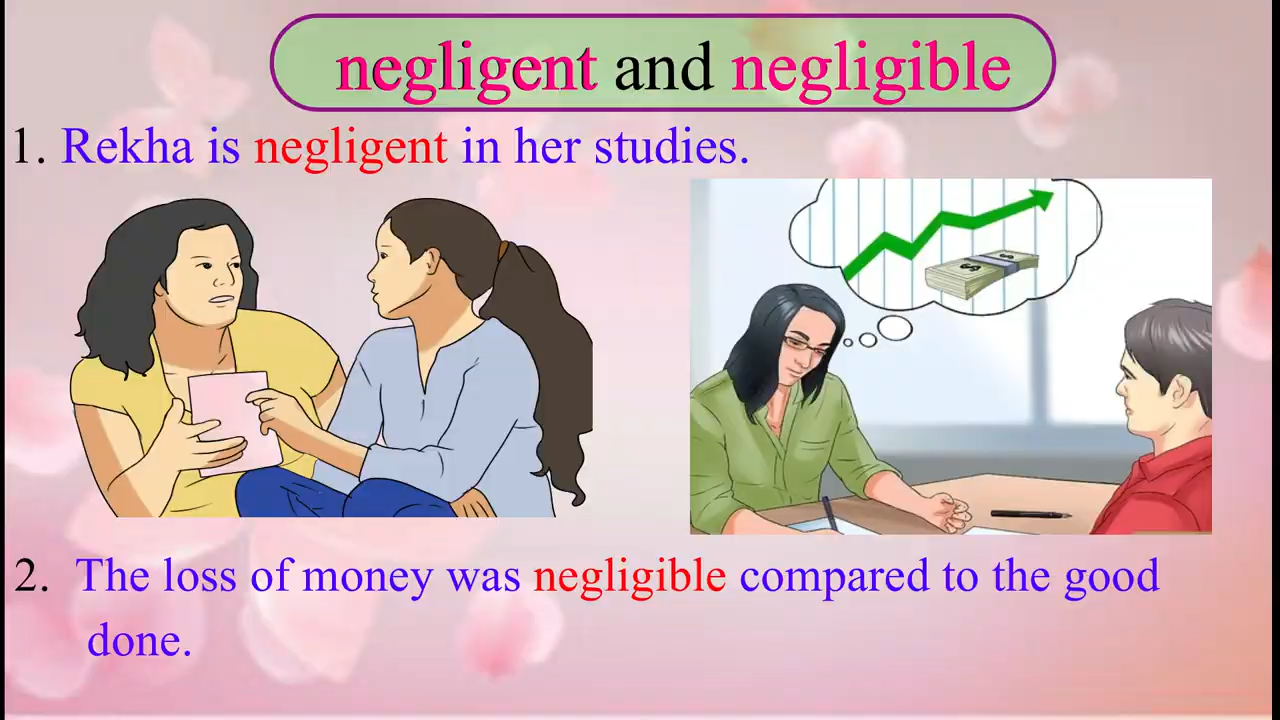 negligent and negligible
1. Rekha is negligent in her studies.
2. The loss of money was negligible compared to the good
done.